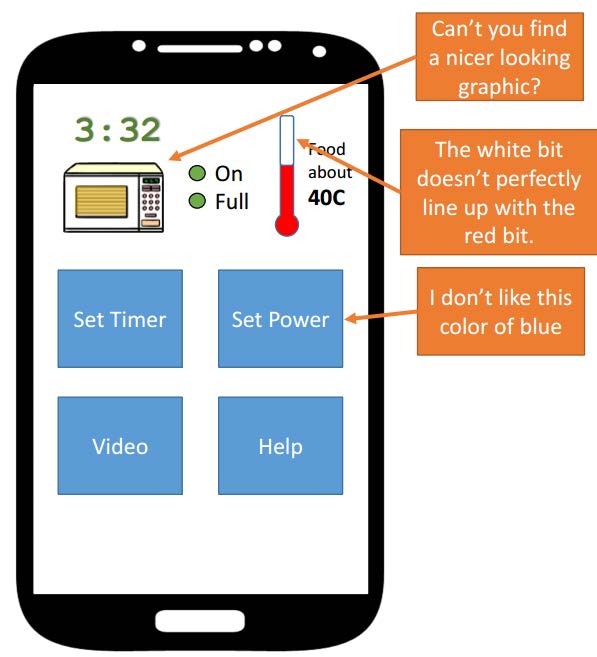 Can't you find
a nicer looking
graphic?
3:32
On
Full
Food
about
40C
The white bit
doesn't perfectly
line up with the
red bit.
Set Timer
Set Power
I don't like this
color of blue
Video
Help